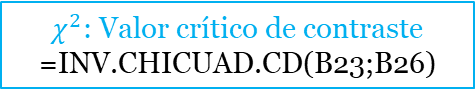 χ²: Valor crítico de contraste
=INV.CHICUAD.CD(B23;B26)